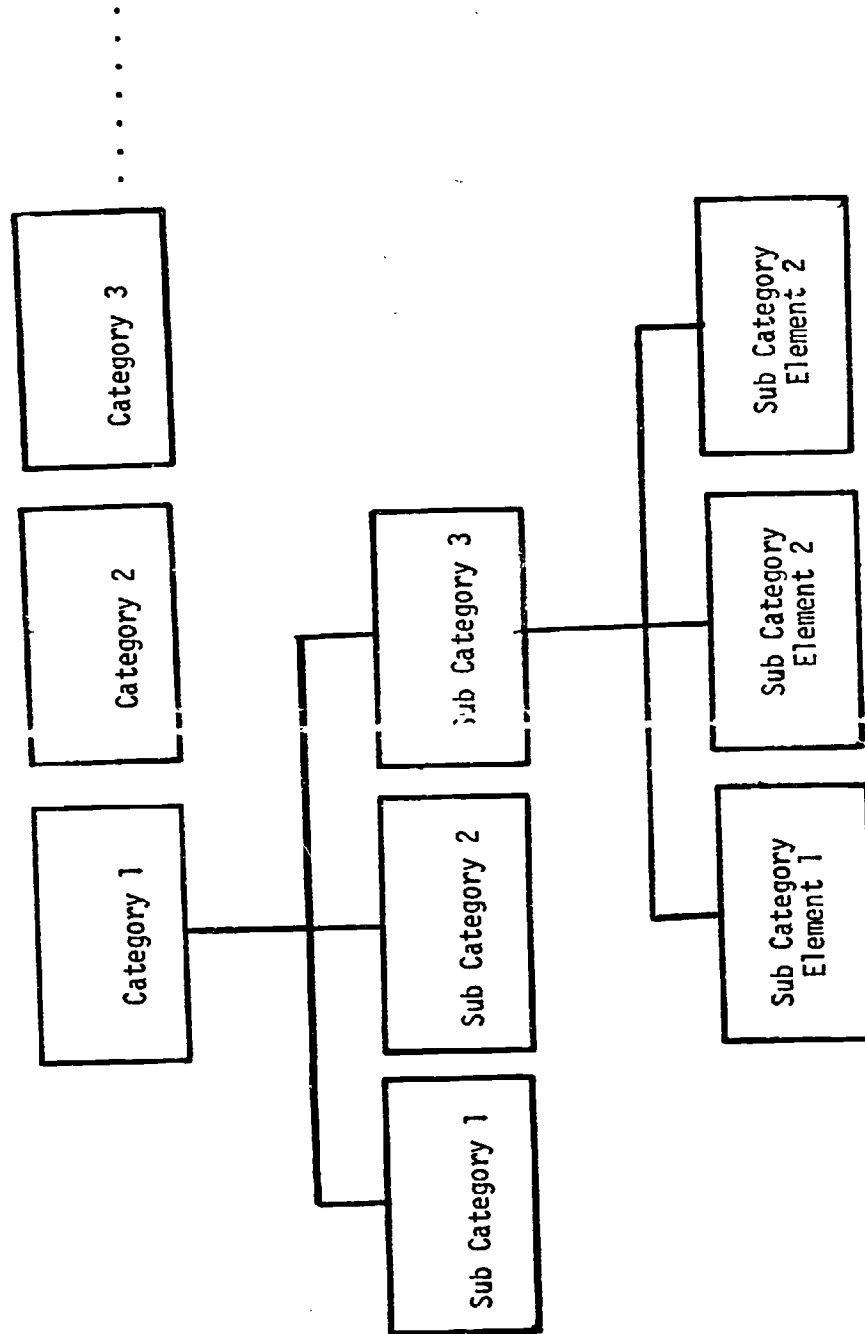 Category 1
Category 2
Category 3
Sub Category 1
Sub Category 2
Sub Category 3
Sub Category
Element 1
Sub Category
Element 2
Sub Category
Element 2